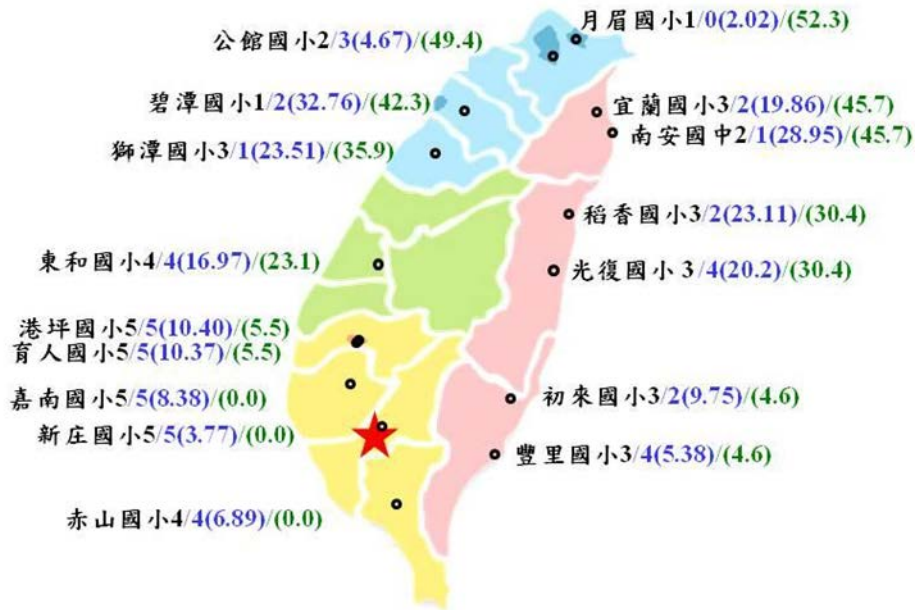 月眉國小1/0(2.02)/(52.3)
公館國小2/3(4.67)/(49.4)
碧潭國小1/2(32.76)/(42.3)
宜蘭國小3/2(19.86)/(45.7)
南安國中2/1(28.95)/(45.7)
獅潭國小3/1(23.51)/(35.9)
稻香國小3/2(23.11)/(30.4)
東和國小4/4(16.97)/(23.1)
光復國小 3/4(20.2)/(30.4)
港坪國小5/5(10.40)/(5.5)
育人國小5/5(10.37)/(5.5)
嘉南國小5/5(8.38)/(0.0)
初來國小3/2(9.75)/(4.6)
新庄國小5/5(3.77)/(0.0)
豐里國小3/4(5.38)/(4.6)
赤山國小4/4(6.89)/(0.0)